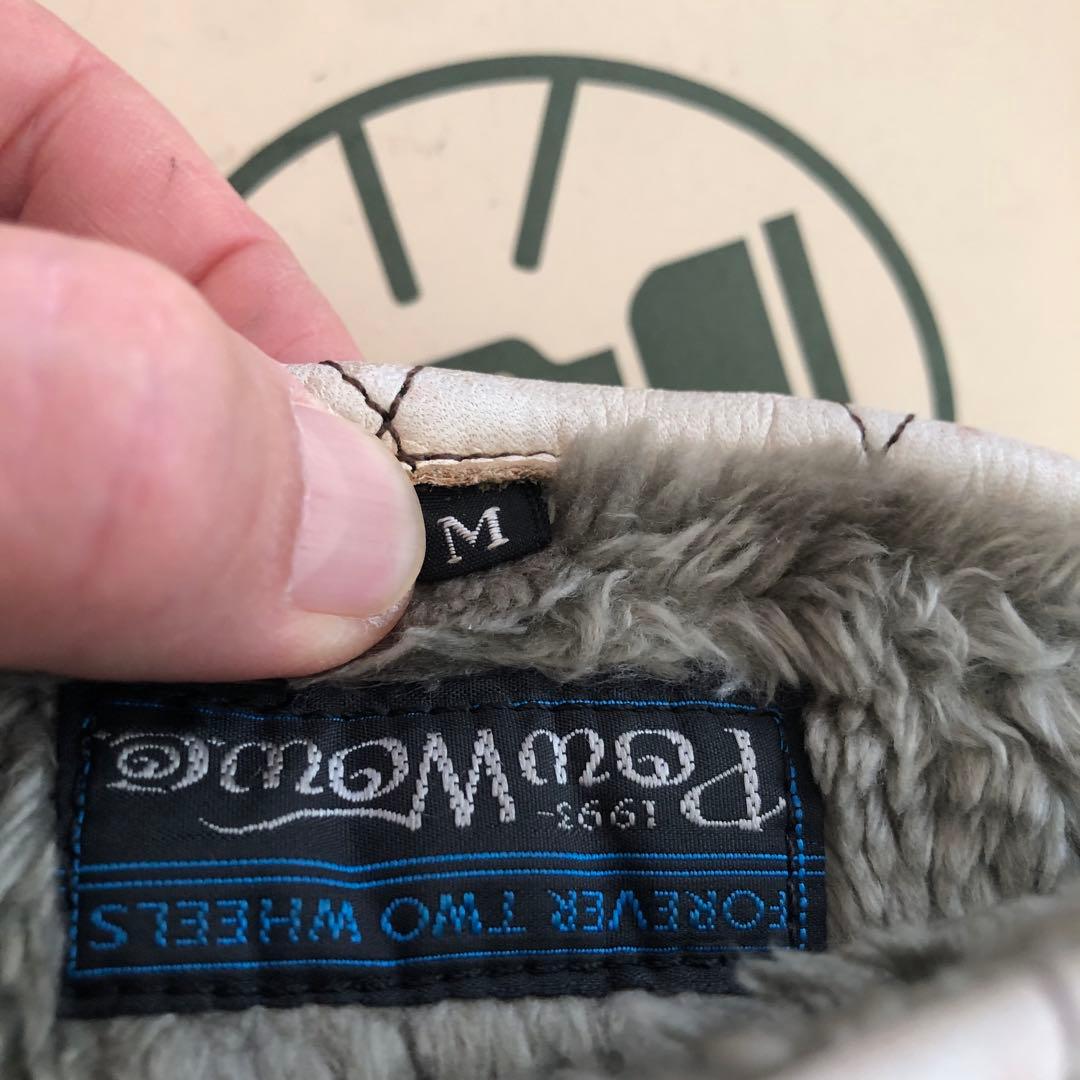 M
PowWow
1993-
FOREVER TWO WHEELS